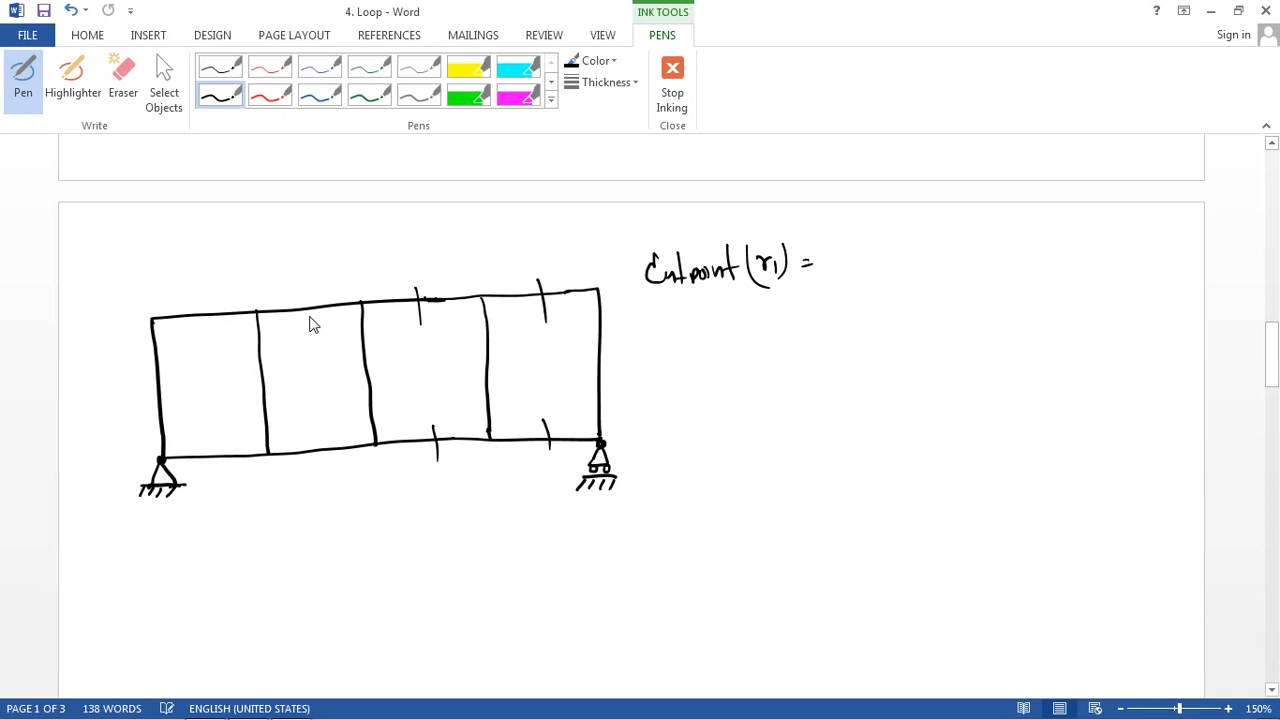 4. Loop - Word
INK TOOLS
Sign in
FILE HOME INSERT DESIGN PAGE LAYOUT REFERENCES MAILINGS REVIEW VIEW PENS
Pen Highlighter Eraser Select Objects
Color
Thickness
Stop Inking
Write Pens Close
Cutpoint (r1) =
PAGE 1 OF 3 138 WORDS ENGLISH (UNITED STATES) 150%